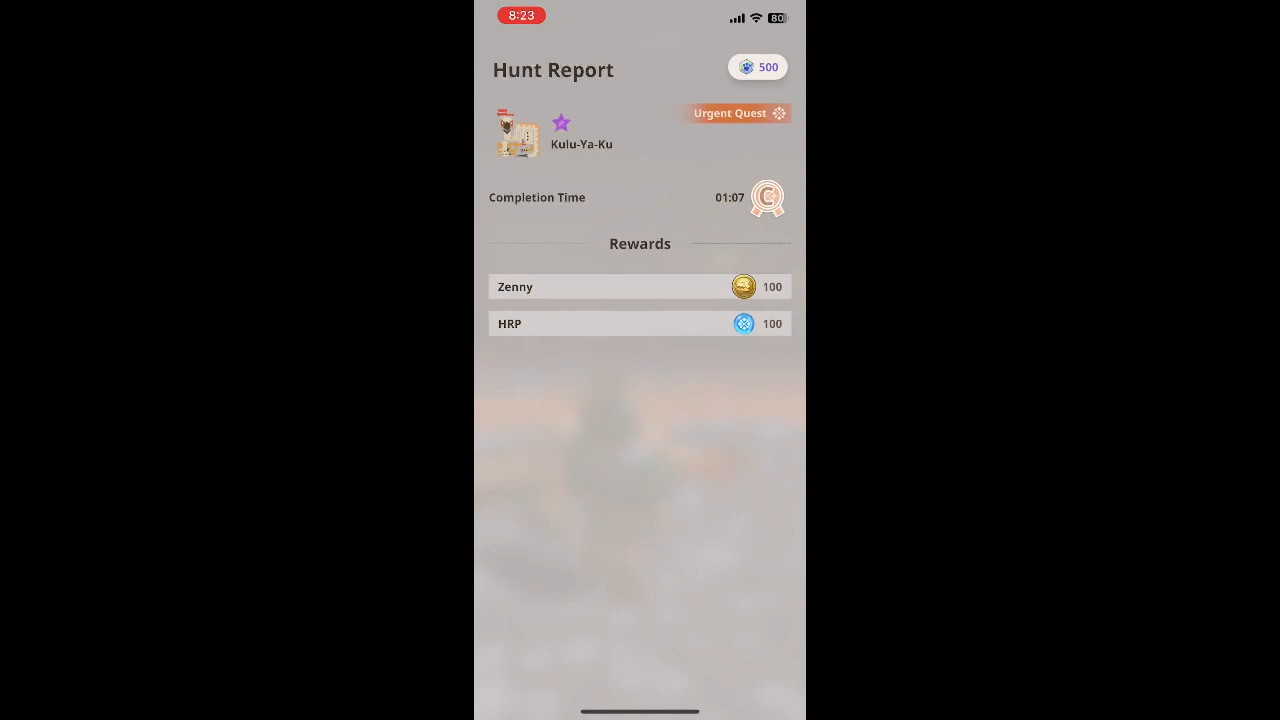 8:23
80
Hunt Report
500
Urgent Quest
Kulu-Ya-Ku
Completion Time
01:07
C
Rewards
Zenny
100
HRP
100